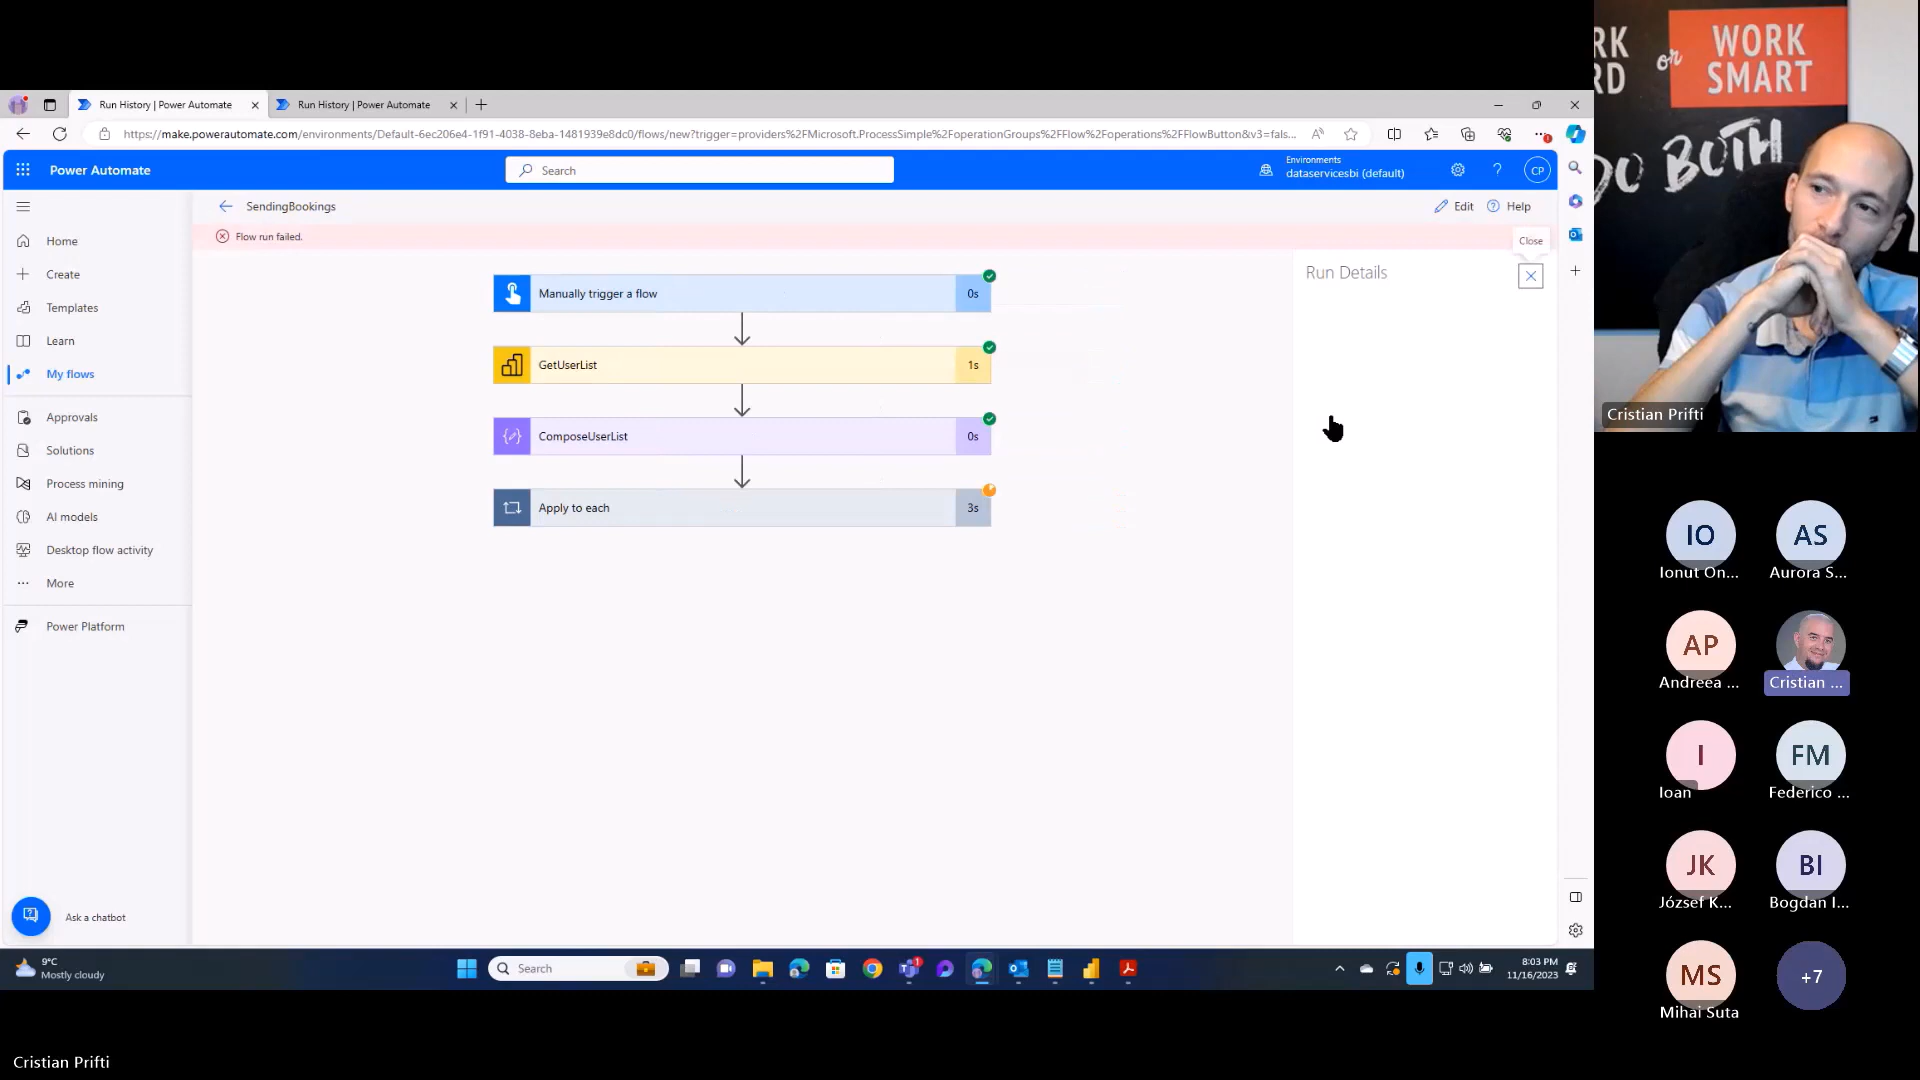 Run History | Power Automate
Run History | Power Automate
https://make.powerautomate.com/environments/Default-6ec206e4-1f91-4038-8eba-1481939e8dc0/flows/new?trigger=providers%2FMicrosoft.ProcessSimple%2FoperationGroups%2FFlow%2Foperations%2FFlowButton&v3=fals...
Power Automate
Search
Environments
dataservicesbi (default)
CP
SendingBookings
Edit
Help
Flow run failed.
Close
Home
Create
Templates
Learn
My flows
Approvals
Solutions
Process mining
AI models
Desktop flow activity
More
Power Platform
Ask a chatbot
Manually trigger a flow
0s
GetUserList
1s
ComposeUserList
0s
Apply to each
3s
Run Details
9°C
Mostly cloudy
Search
1
8:03 PM
11/16/2023
RK
RD
or
WORK
SMART
DO BOTH
Cristian Prifti
IO
Ionut On...
AS
Aurora S...
AP
Andreea ...
Cristian ...
I
Ioan
FM
Federico ...
JK
József K...
BI
Bogdan I...
MS
Mihai Suta
+7
Cristian Prifti